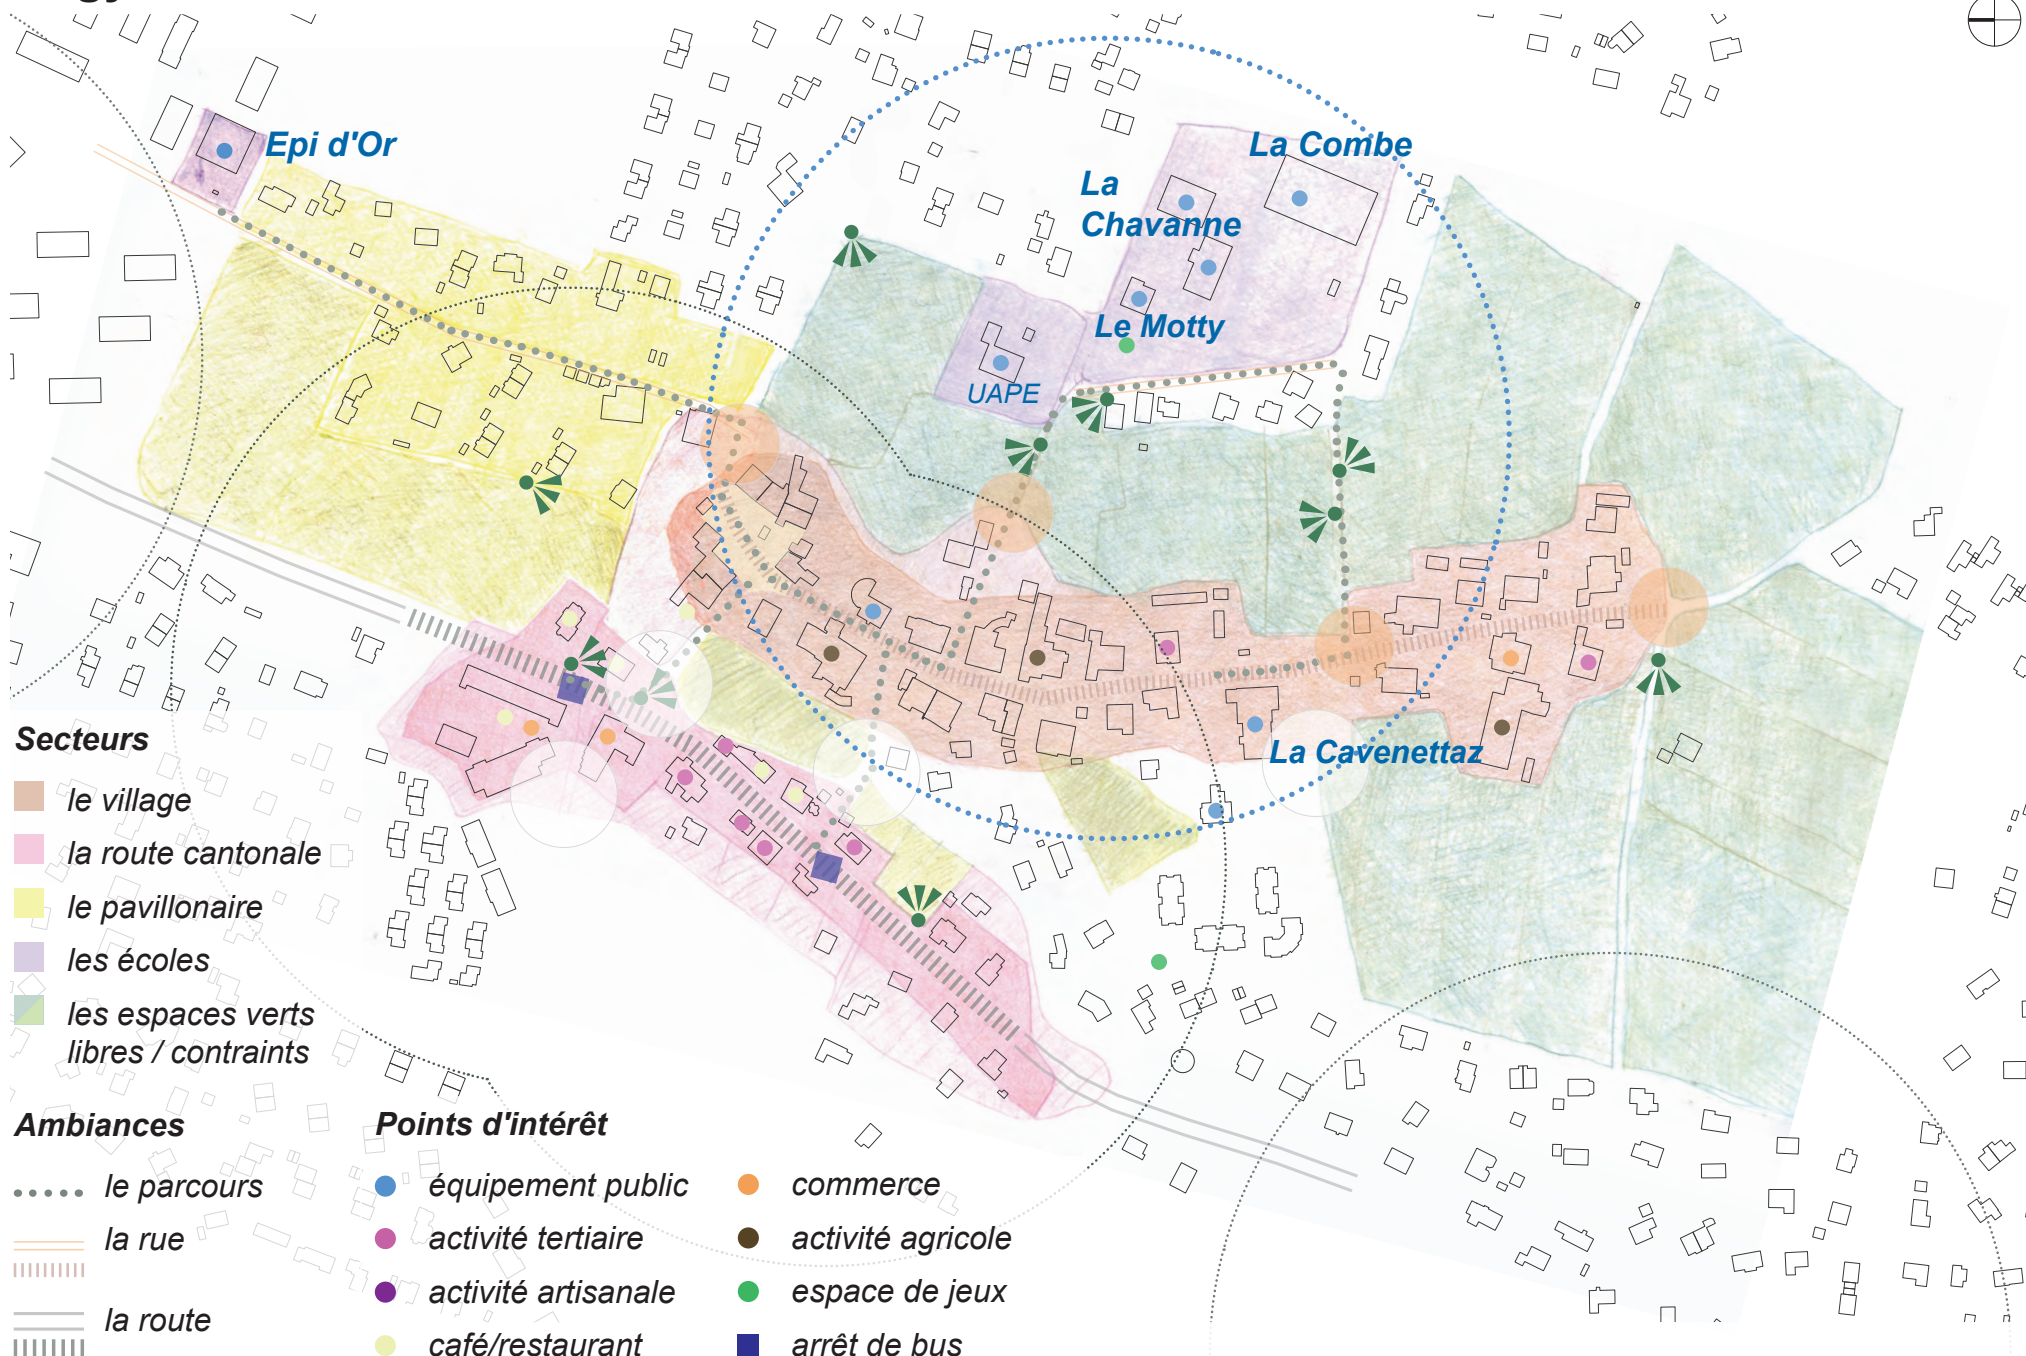 Epi d'Or
La Combe
La
Chavanne
Le Motty
UAPE
La Cavenettaz
Secteurs
le village
la route cantonale
le pavillonaire
les écoles
les espaces verts
libres / contraints
Ambiances
le parcours
la rue
la route
Points d'intérêt
équipement public
activité tertiaire
activité artisanale
café/restaurant
commerce
activité agricole
espace de jeux
arrêt de bus